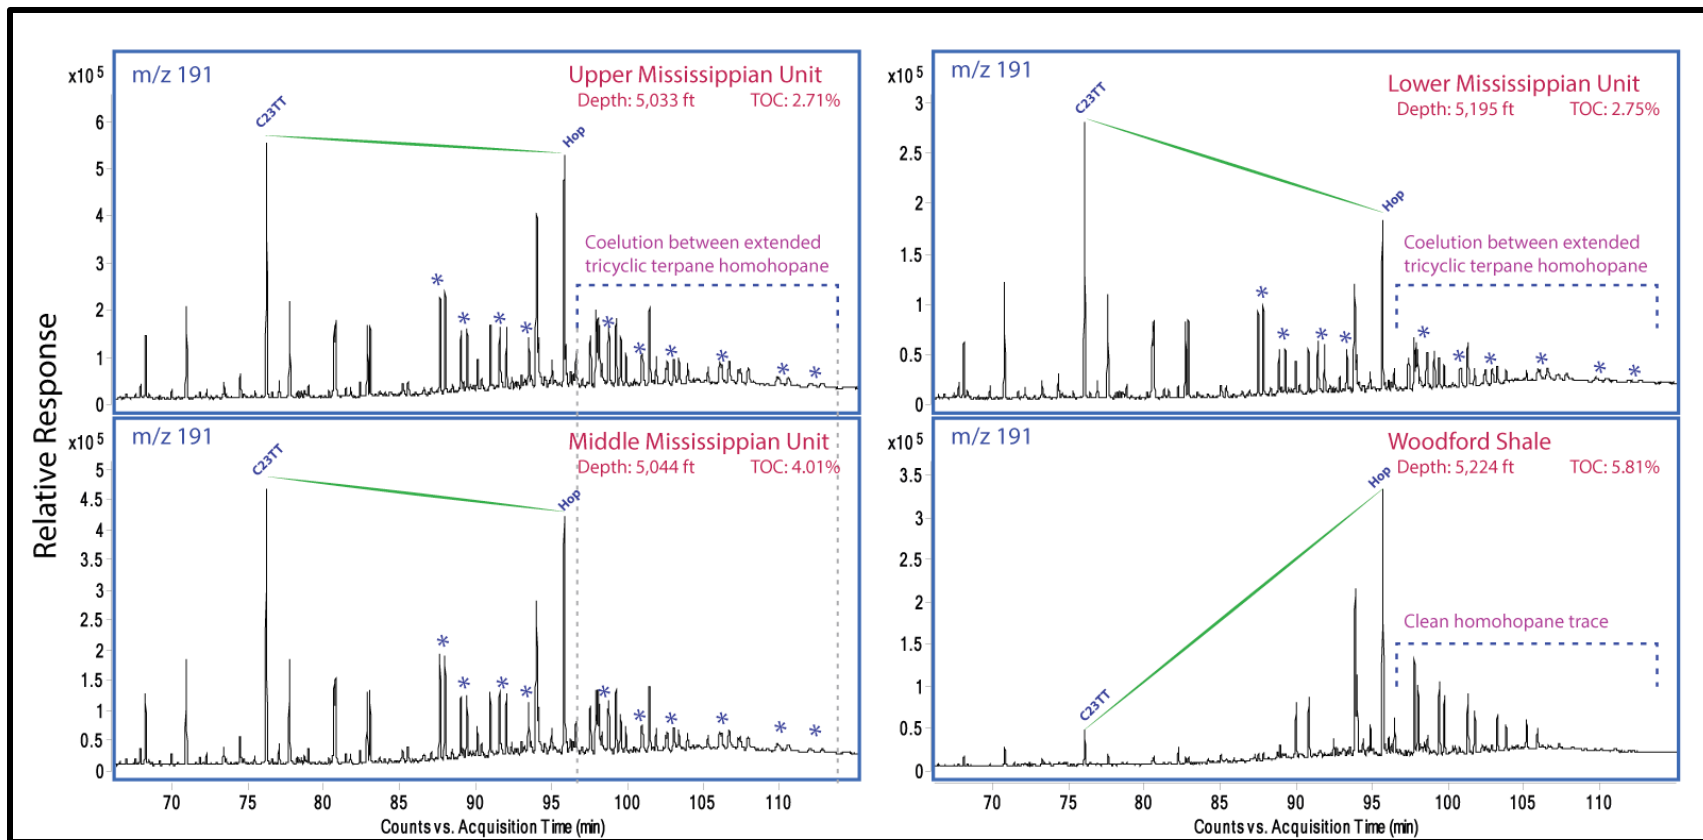 Relative Response
x10 5
m/z 191
Upper Mississippian Unit
Depth: 5,033 ft TOC: 2.71%
C23TT
Hop
Coelution between extended
tricyclic terpane homohopane
* * * * * * * * * *
6
5
4
3
2
1
0
x10 5
m/z 191
Lower Mississippian Unit
Depth: 5,195 ft TOC: 2.75%
C23TT
Hop
Coelution between extended
tricyclic terpane homohopane
* * * * * * * * * *
3
2.5
2
1.5
1
0.5
0
x10 5
m/z 191
Middle Mississippian Unit
Depth: 5,044 ft TOC: 4.01%
C23TT
Hop
* * * * * * * * * *
5
4.5
4
3.5
3
2.5
2
1.5
1
0.5
0
70 75 80 85 90 95 100 105 110
Counts vs. Acquisition Time (min)
x10 5
m/z 191
Woodford Shale
Depth: 5,224 ft TOC: 5.81%
Hop
C23TT
Clean homohopane trace
3.5
3
2.5
2
1.5
1
0.5
0
70 75 80 85 90 95 100 105 110
Counts vs. Acquisition Time (min)